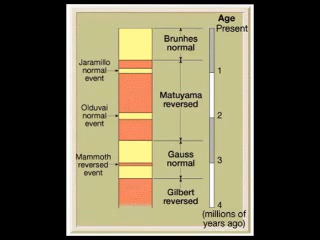 Age
Present
Brunhes
normal
Jaramillo
normal
event
1
Matuyama
reversed
Olduvai
normal
event
2
Mammoth
reversed
event
Gauss
normal
3
Gilbert
reversed
4
(millions of
years ago)